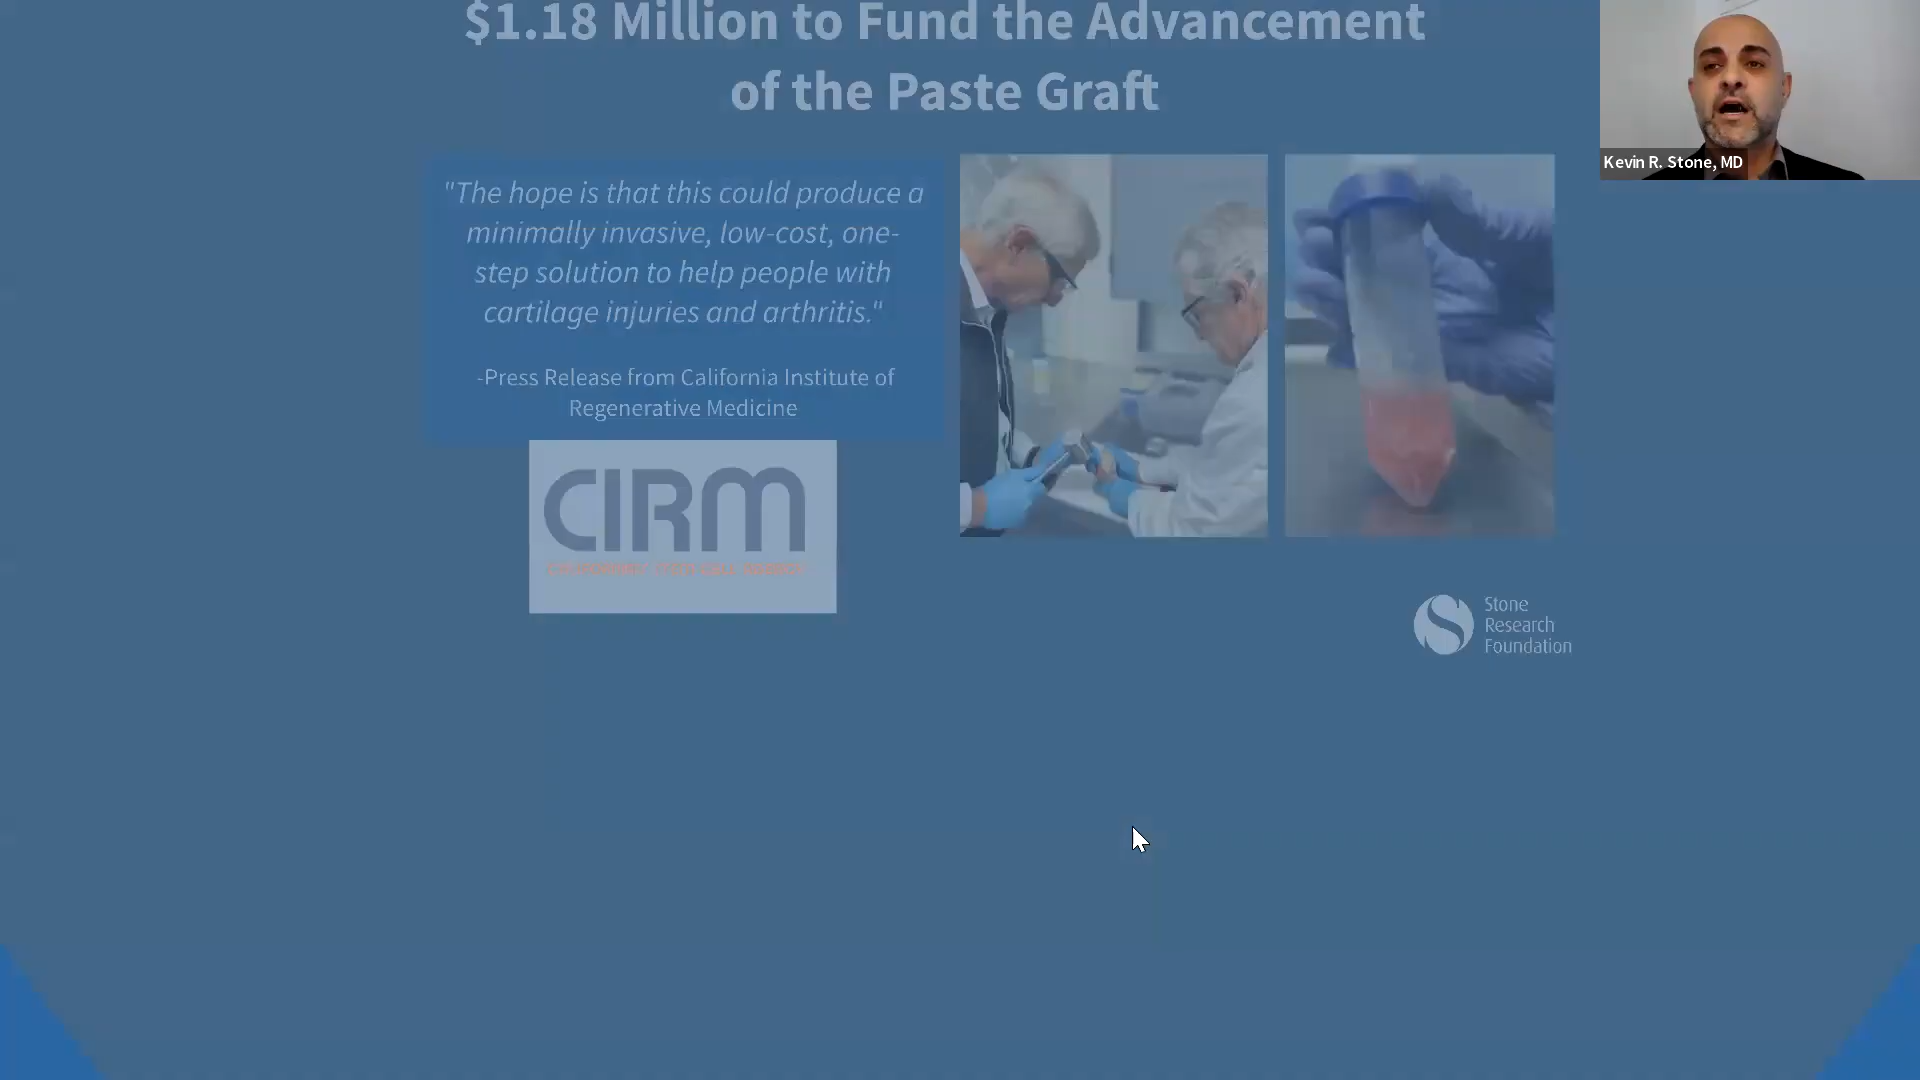 $1.18 Million to Fund the Advancement
of the Paste Graft
"The hope is that this could produce a
minimally invasive, low-cost, one-
step solution to help people with
cartilage injuries and arthritis."
-Press Release from California Institute of
Regenerative Medicine
CIRM
Stone
Research
Foundation
Kevin R. Stone, MD